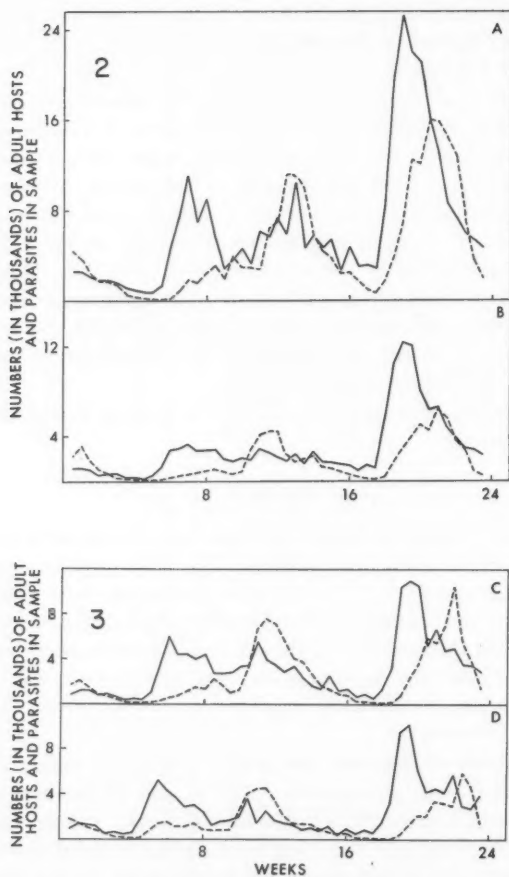 2
A
24
16
8
NUMBERS (IN THOUSANDS) OF ADULT HOSTS
AND PARASITES IN SAMPLE
B
12
4
8 16 24
3
C
8
4
NUMBERS (IN THOUSANDS) OF ADULT
HOSTS AND PARASITES IN SAMPLE
D
8
4
8 16 24
WEEKS